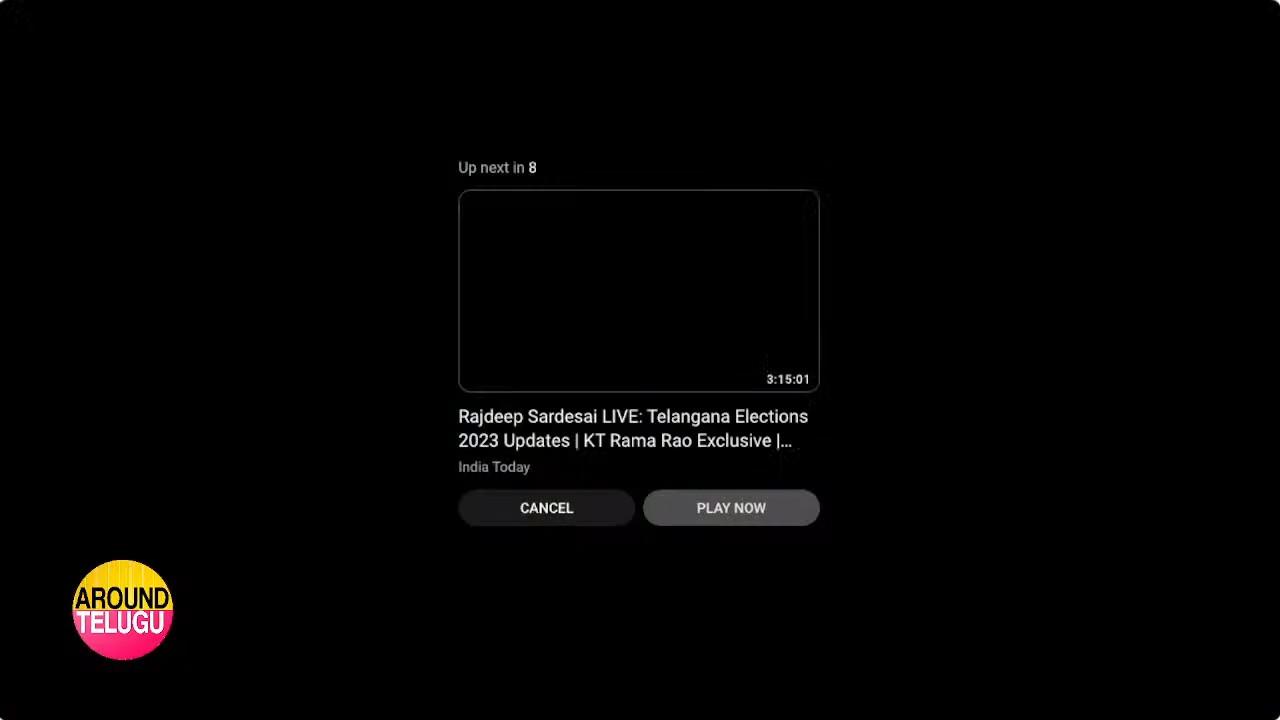 Up next in 8
3:15:01
Rajdeep Sardesai LIVE: Telangana Elections
2023 Updates | KT Rama Rao Exclusive |...
India Today
CANCEL
PLAY NOW
AROUND
TELUGU